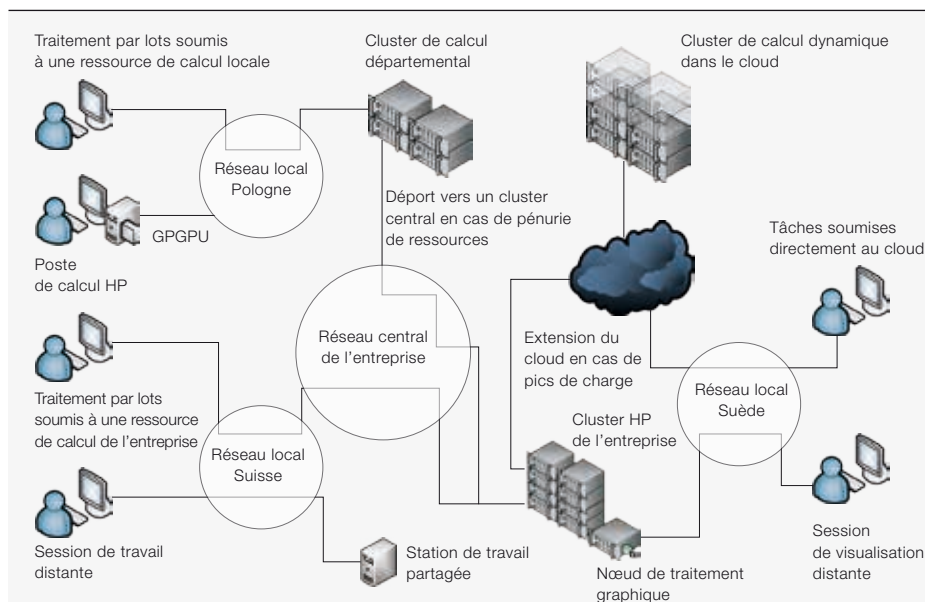 Traitement par lots soumis
à une ressource de calcul locale
Cluster de calcul
départemental
Cluster de calcul dynamique
dans le cloud
Réseau local
Pologne
GPGPU
Poste
de calcul HP
Déport vers un cluster
central en cas de pénurie
de ressources
Tâches soumises
directement au cloud
Réseau central
de l'entreprise
Extension du
cloud en cas de
pics de charge
Réseau local
Suède
Traitement par lots
soumis à une ressource
de calcul de l'entreprise
Réseau local
Suisse
Cluster HP
de l'entreprise
Session de travail
distante
Station de travail
partagée
Nœud de traitement
graphique
Session
de visualisation
distante